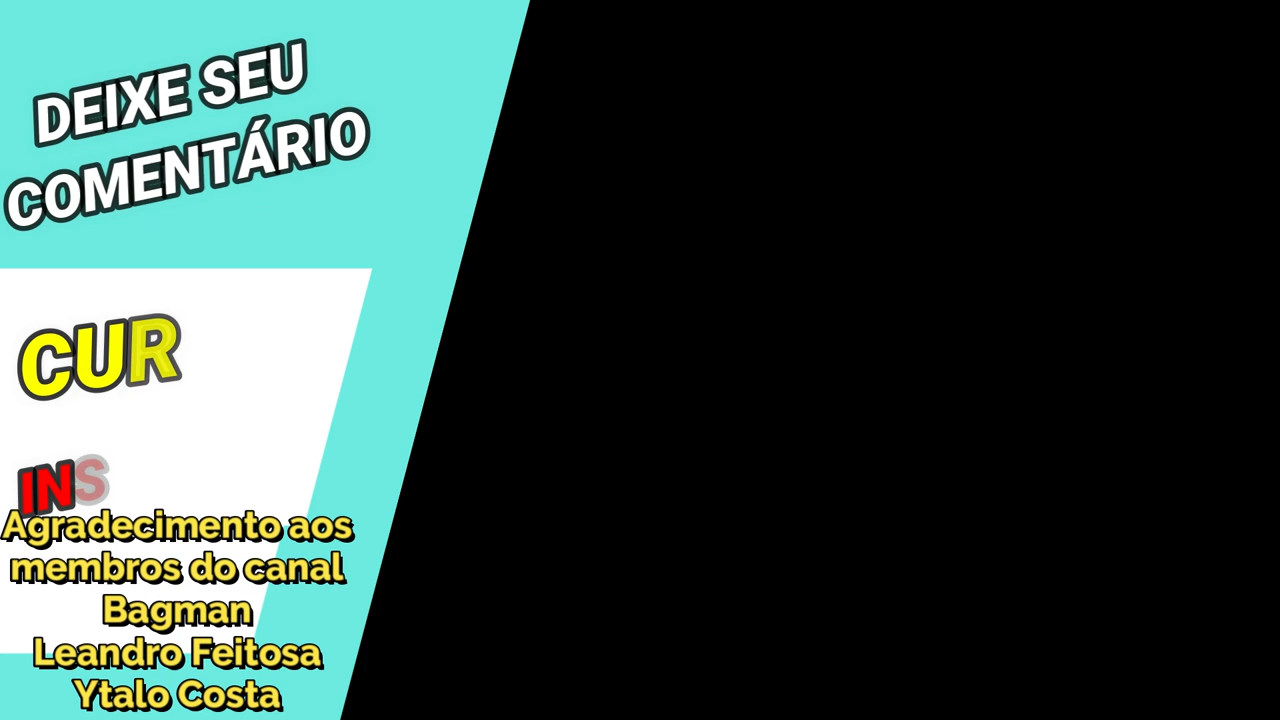 DEIXE SEU
COMENTÁRIO
CUR
INS
Agradecimento aos
membros do canal
Bagman
Leandro Feitosa
Ytalo Costa